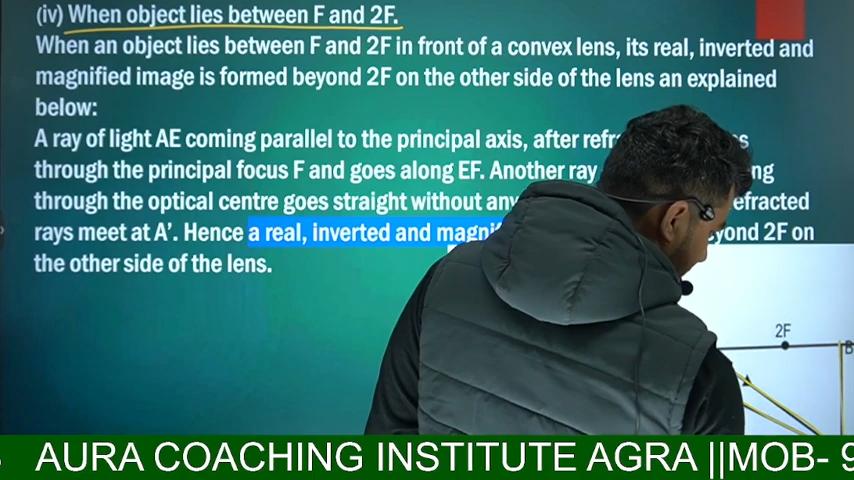 (iv) When object lies between F and 2F.
When an object lies between F and 2F in front of a convex lens, its real, inverted and
magnified image is formed beyond 2F on the other side of the lens an explained
below:
A ray of light AE coming parallel to the principal axis, after
through the principal focus F and goes along EF. Another ray
through the optical centre goes straight without any
rays meet at A'. Hence a real, inverted and 2F on
the other side of the lens.
2F
B
AURA COACHING INSTITUTE AGRA ||MOB- 9